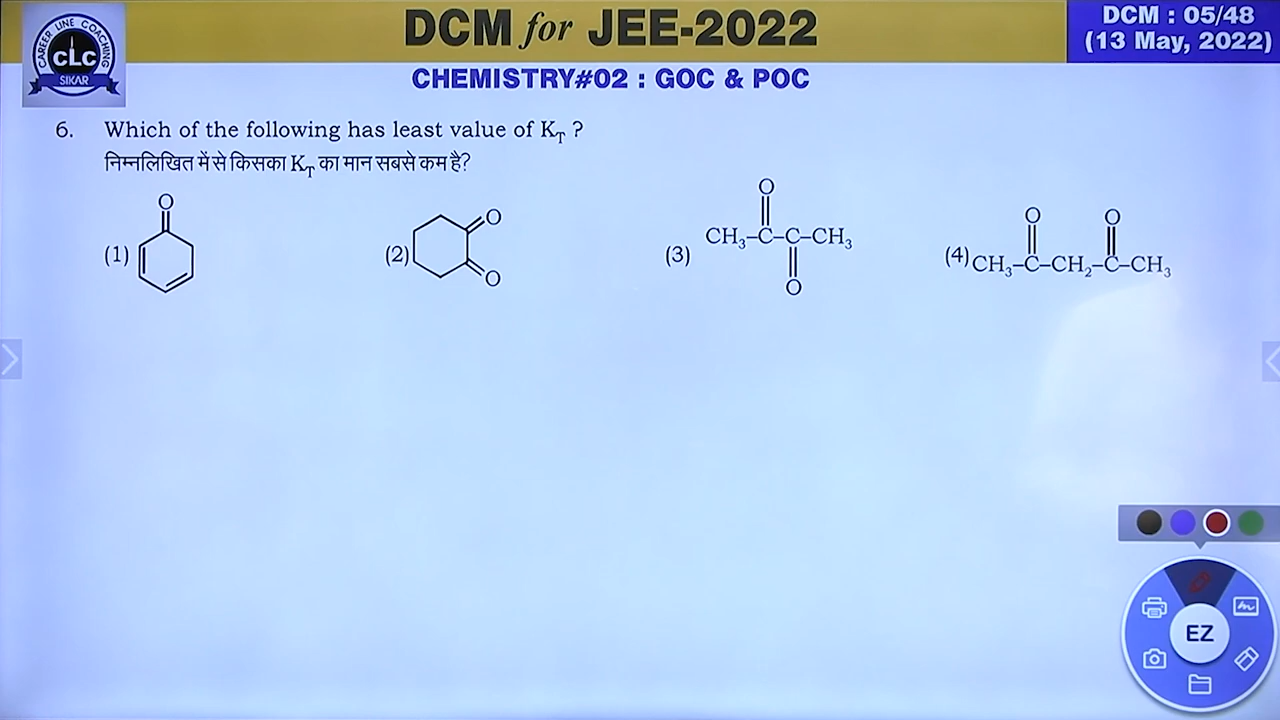 CAREER LINE COACHING
CLC
SIKAR
DCM for JEE-2022
DCM : 05/48
(13 May, 2022)
CHEMISTRY#02 : GOC & POC
6. Which of the following has least value of K_T ?
निम्नलिखित में से किसका K_T का मान सबसे कम है?
(1)
O
(2)
O
O
(3)
O
CH₃–C–C–CH₃
O
(4)
O O
CH₃–C–CH₂–C–CH₃
EZ